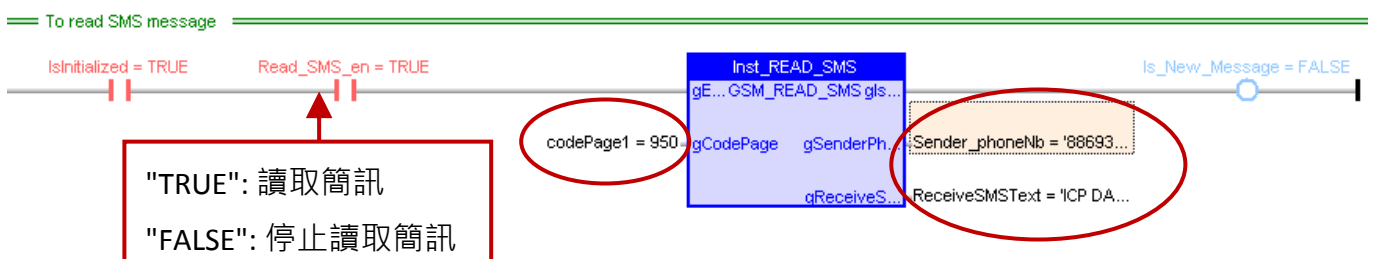 To read SMS message
IsInitialized = TRUE
Read_SMS_en = TRUE
Inst_READ_SMS
Is_New_Message = FALSE
gE... GSM_READ_SMS gIs...
codePage1 = 950
gCodePage
gSenderPh...
Sender_phoneNb = '88693...
"TRUE": 讀取簡訊
gReceiveS...
ReceiveSMSText = 'ICP DA...
"FALSE": 停止讀取簡訊